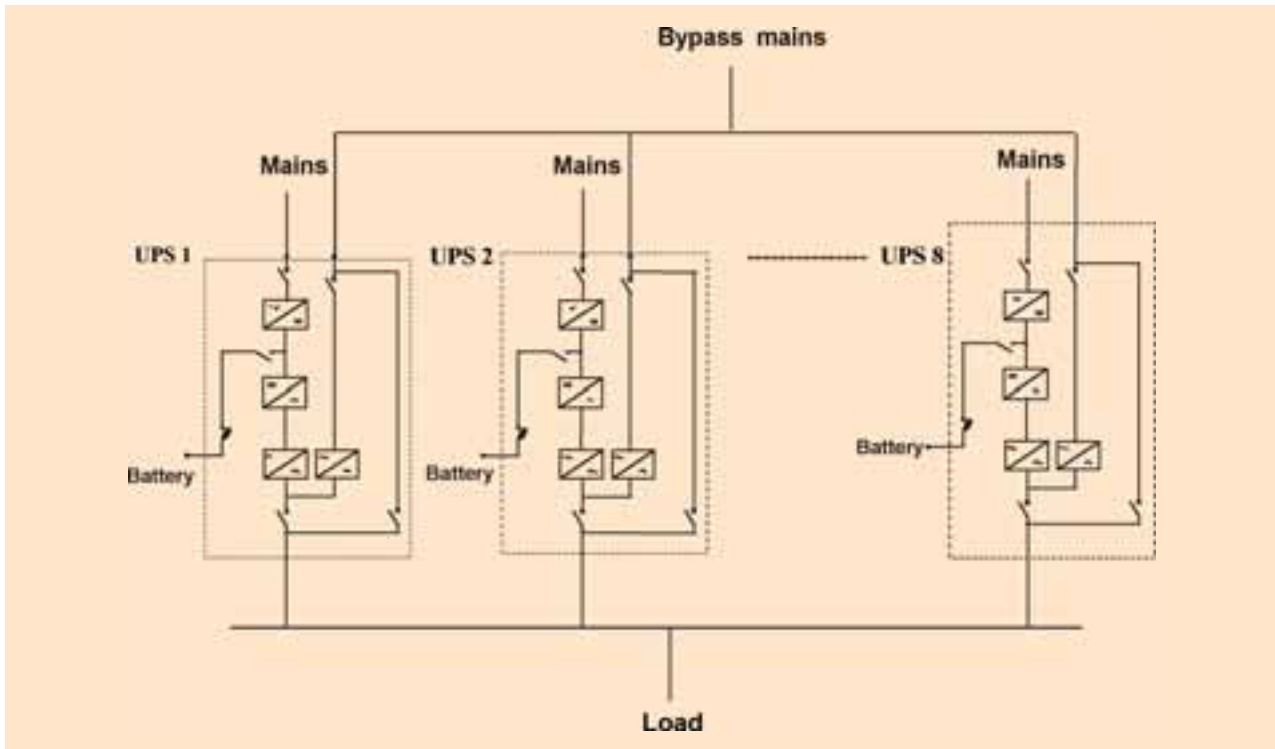 Bypass mains
Mains
Mains
Mains
UPS 1
UPS 2
UPS 8
Battery
Battery
Battery
Load